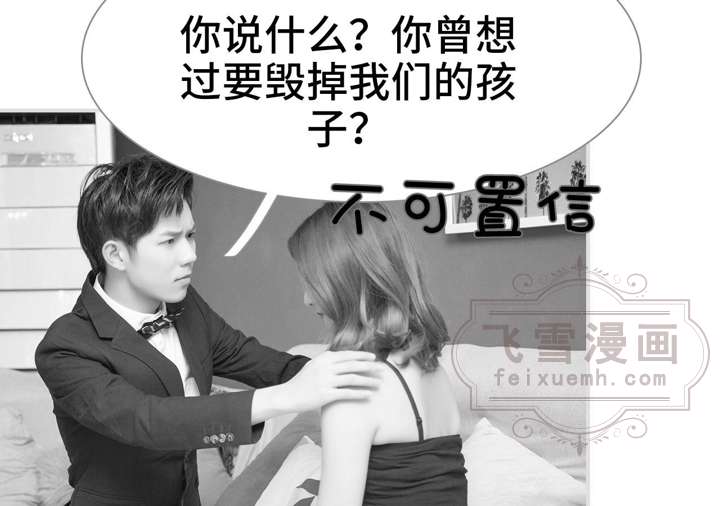 你说什么？你曾想
过要毁掉我们的孩
子？
不可置信
飞雪漫画
feixuemh.com